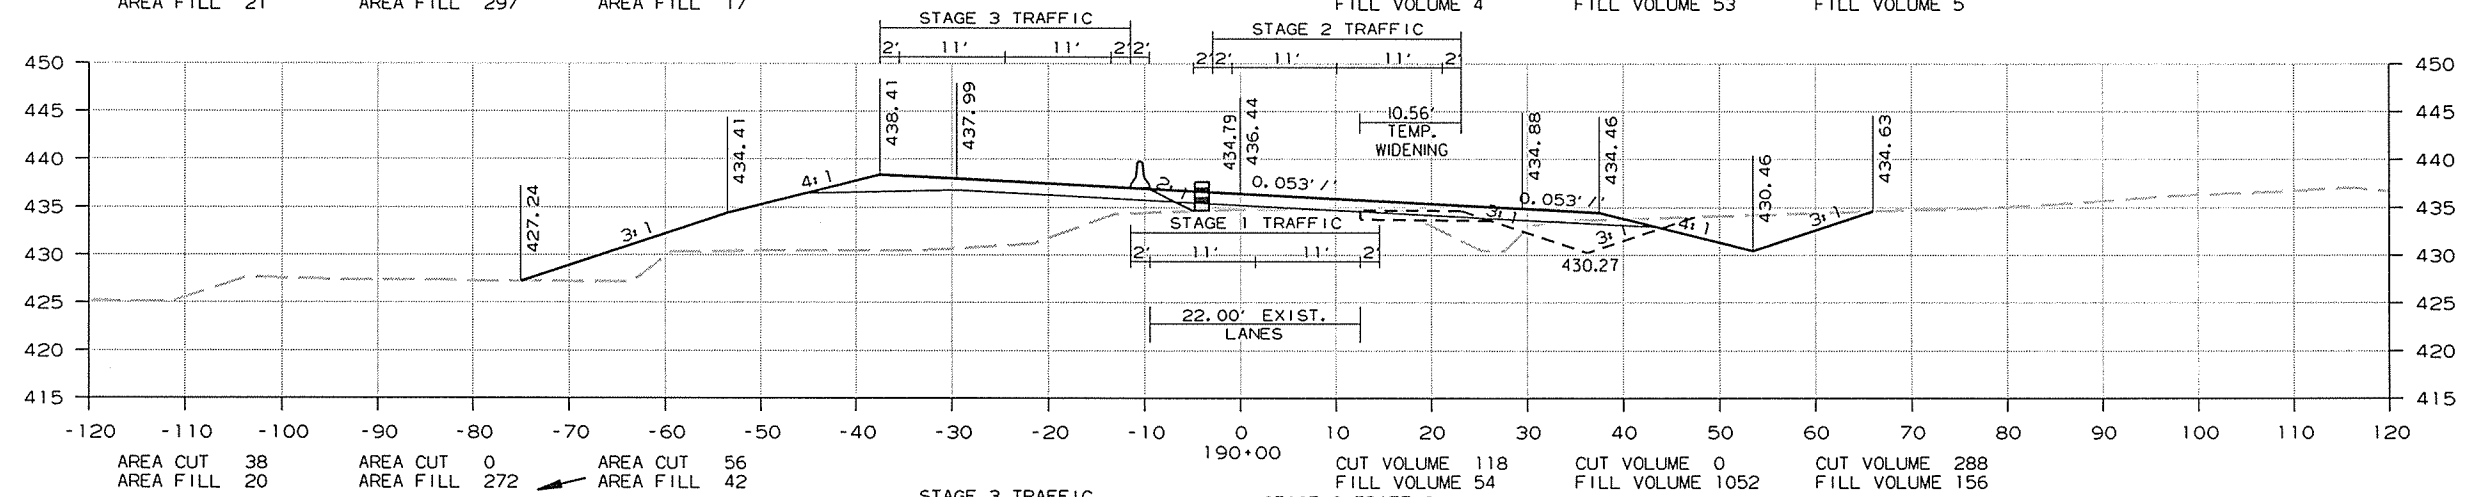 AREA FILL 21 AREA FILL 297 AREA FILL 17 FILL VOLUME 4 FILL VOLUME 53 FILL VOLUME 5
STAGE 3 TRAFFIC
2' 11' 11' 2' 2'
STAGE 2 TRAFFIC
2' 2' 11' 11' 2'
450 450
445 445
440 440
435 435
430 430
425 425
420 420
415 415
427.24
3:1
434.41
4:1
438.41
437.99
2:1
434.79
436.44
0.053'/'
10.56'
TEMP.
WIDENING
434.88
434.46
0.053'/'
3:1
3:1
4:1
430.27
430.46
3:1
434.63
STAGE 1 TRAFFIC
2' 11' 11' 2'
22.00' EXIST.
LANES
-120 -110 -100 -90 -80 -70 -60 -50 -40 -30 -20 -10 0 10 20 30 40 50 60 70 80 90 100 110 120
190+00
AREA CUT 38 AREA CUT 0 AREA CUT 56 CUT VOLUME 118 CUT VOLUME 0 CUT VOLUME 288
AREA FILL 20 AREA FILL 272 AREA FILL 42 FILL VOLUME 54 FILL VOLUME 1052 FILL VOLUME 156
STAGE 3 TRAFFIC